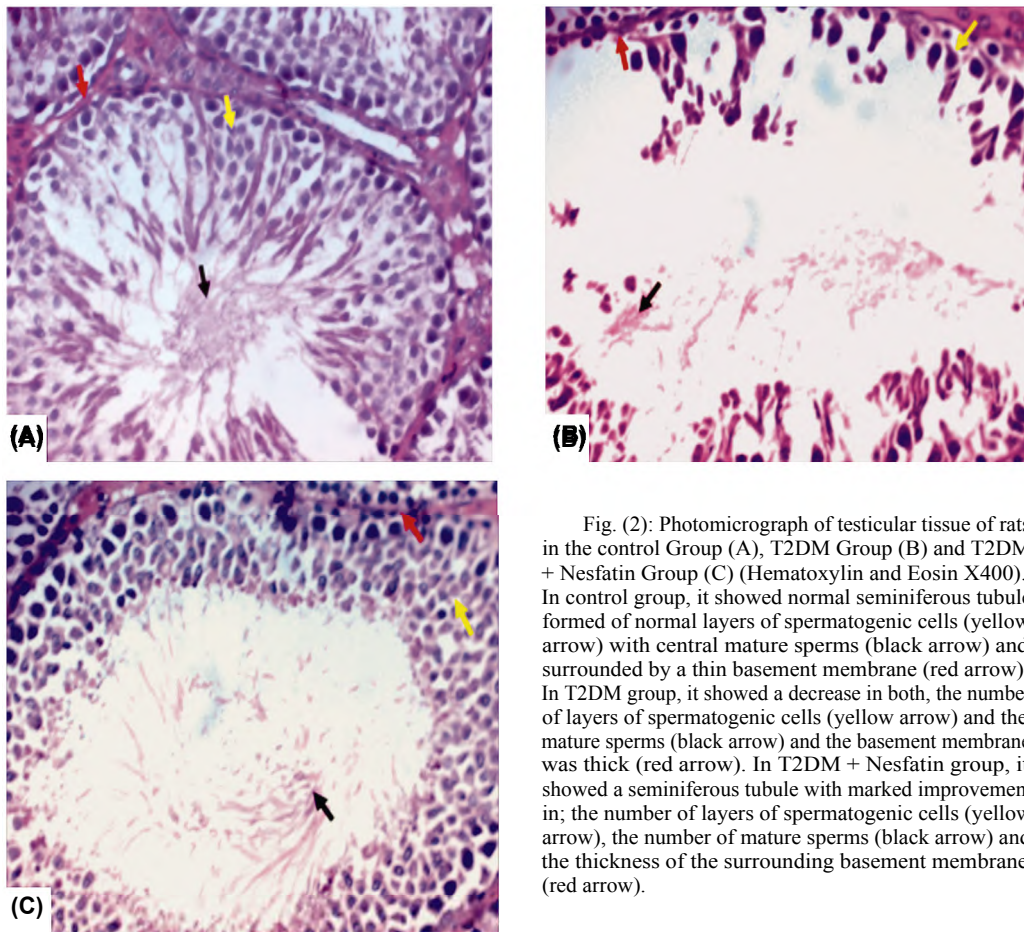 (A)
(B)
(C)
Fig. (2): Photomicrograph of testicular tissue of rats
in the control Group (A), T2DM Group (B) and T2DM
+ Nesfatin Group (C) (Hematoxylin and Eosin X400).
In control group, it showed normal seminiferous tubule
formed of normal layers of spermatogenic cells (yellow
arrow) with central mature sperms (black arrow) and
surrounded by a thin basement membrane (red arrow)
In T2DM group, it showed a decrease in both, the number
of layers of spermatogenic cells (yellow arrow) and the
mature sperms (black arrow) and the basement membrane
was thick (red arrow). In T2DM + Nesfatin group, it
showed a seminiferous tubule with marked improvement
in; the number of layers of spermatogenic cells (yellow
arrow), the number of mature sperms (black arrow) and
the thickness of the surrounding basement membrane
(red arrow).